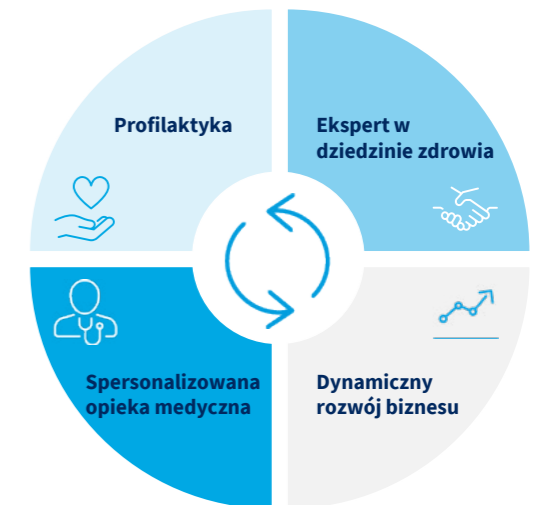 Profilaktyka
Ekspert w
dziedzinie zdrowia
Spersonalizowana
opieka medyczna
Dynamiczny
rozwój biznesu